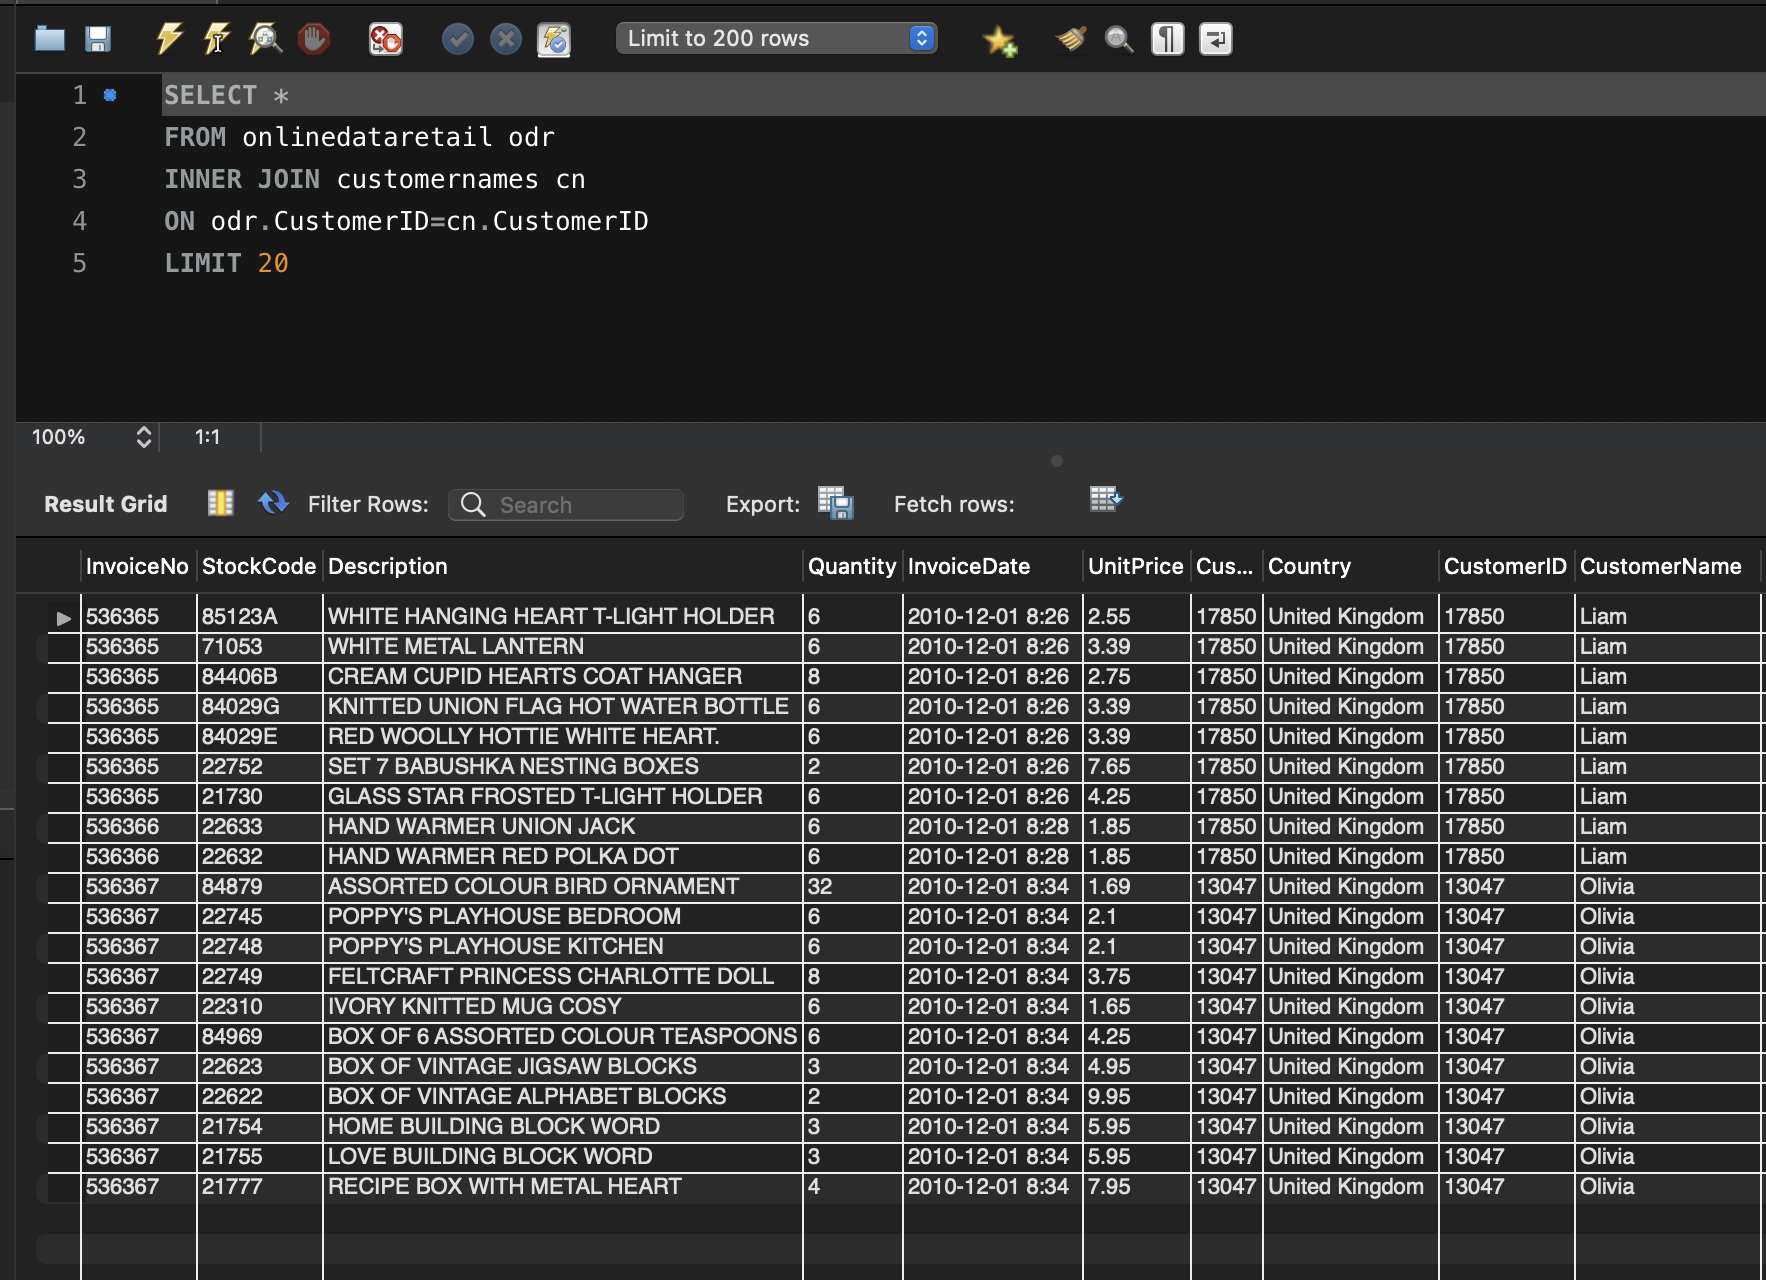 Limit to 200 rows
1 SELECT *
2 FROM onlinedataretail odr
3 INNER JOIN customernames cn
4 ON odr.CustomerID=cn.CustomerID
5 LIMIT 20
100% 1:1
Result Grid Filter Rows: Search Export: Fetch rows:
InvoiceNo StockCode Description Quantity InvoiceDate UnitPrice Cus... Country CustomerID CustomerName
536365 85123A WHITE HANGING HEART T-LIGHT HOLDER 6 2010-12-01 8:26 2.55 17850 United Kingdom 17850 Liam
536365 71053 WHITE METAL LANTERN 6 2010-12-01 8:26 3.39 17850 United Kingdom 17850 Liam
536365 84406B CREAM CUPID HEARTS COAT HANGER 8 2010-12-01 8:26 2.75 17850 United Kingdom 17850 Liam
536365 84029G KNITTED UNION FLAG HOT WATER BOTTLE 6 2010-12-01 8:26 3.39 17850 United Kingdom 17850 Liam
536365 84029E RED WOOLLY HOTTIE WHITE HEART. 6 2010-12-01 8:26 3.39 17850 United Kingdom 17850 Liam
536365 22752 SET 7 BABUSHKA NESTING BOXES 2 2010-12-01 8:26 7.65 17850 United Kingdom 17850 Liam
536365 21730 GLASS STAR FROSTED T-LIGHT HOLDER 6 2010-12-01 8:26 4.25 17850 United Kingdom 17850 Liam
536366 22633 HAND WARMER UNION JACK 6 2010-12-01 8:28 1.85 17850 United Kingdom 17850 Liam
536366 22632 HAND WARMER RED POLKA DOT 6 2010-12-01 8:28 1.85 17850 United Kingdom 17850 Liam
536367 84879 ASSORTED COLOUR BIRD ORNAMENT 32 2010-12-01 8:34 1.69 13047 United Kingdom 13047 Olivia
536367 22745 POPPY'S PLAYHOUSE BEDROOM 6 2010-12-01 8:34 2.1 13047 United Kingdom 13047 Olivia
536367 22748 POPPY'S PLAYHOUSE KITCHEN 6 2010-12-01 8:34 2.1 13047 United Kingdom 13047 Olivia
536367 22749 FELTCRAFT PRINCESS CHARLOTTE DOLL 8 2010-12-01 8:34 3.75 13047 United Kingdom 13047 Olivia
536367 22310 IVORY KNITTED MUG COSY 6 2010-12-01 8:34 1.65 13047 United Kingdom 13047 Olivia
536367 84969 BOX OF 6 ASSORTED COLOUR TEASPOONS 6 2010-12-01 8:34 4.25 13047 United Kingdom 13047 Olivia
536367 22623 BOX OF VINTAGE JIGSAW BLOCKS 3 2010-12-01 8:34 4.95 13047 United Kingdom 13047 Olivia
536367 22622 BOX OF VINTAGE ALPHABET BLOCKS 2 2010-12-01 8:34 9.95 13047 United Kingdom 13047 Olivia
536367 21754 HOME BUILDING BLOCK WORD 3 2010-12-01 8:34 5.95 13047 United Kingdom 13047 Olivia
536367 21755 LOVE BUILDING BLOCK WORD 3 2010-12-01 8:34 5.95 13047 United Kingdom 13047 Olivia
536367 21777 RECIPE BOX WITH METAL HEART 4 2010-12-01 8:34 7.95 13047 United Kingdom 13047 Olivia